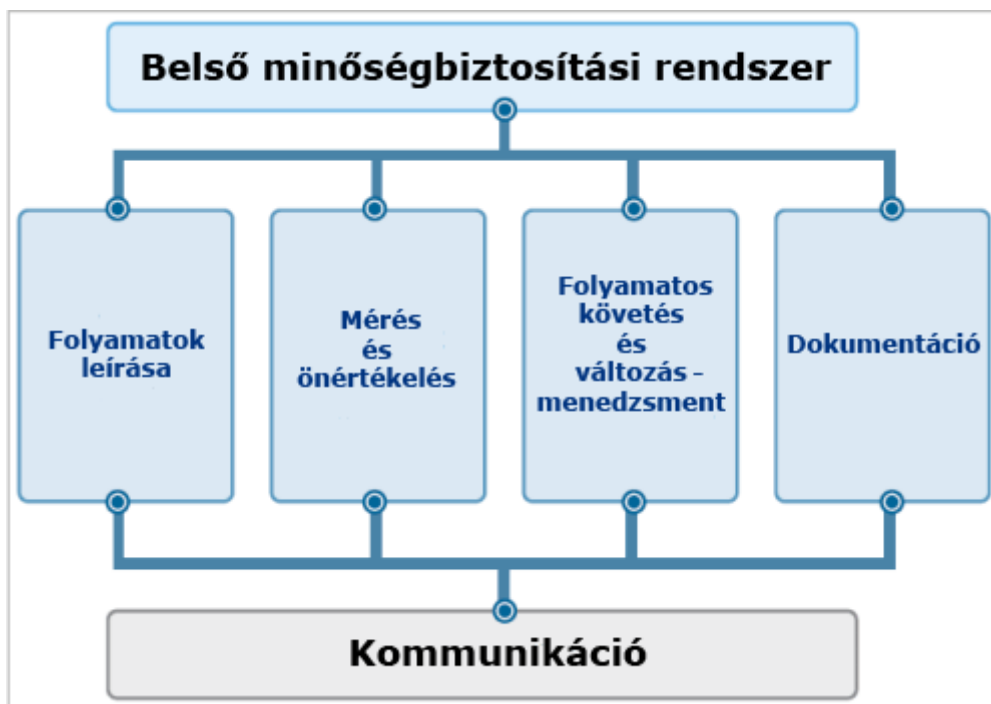 Belső minőségbiztosítási rendszer
Folyamatok
leírása
Mérés
és
önértékelés
Folyamatos
követés
és
változás -
menedzsment
Dokumentáció
Kommunikáció